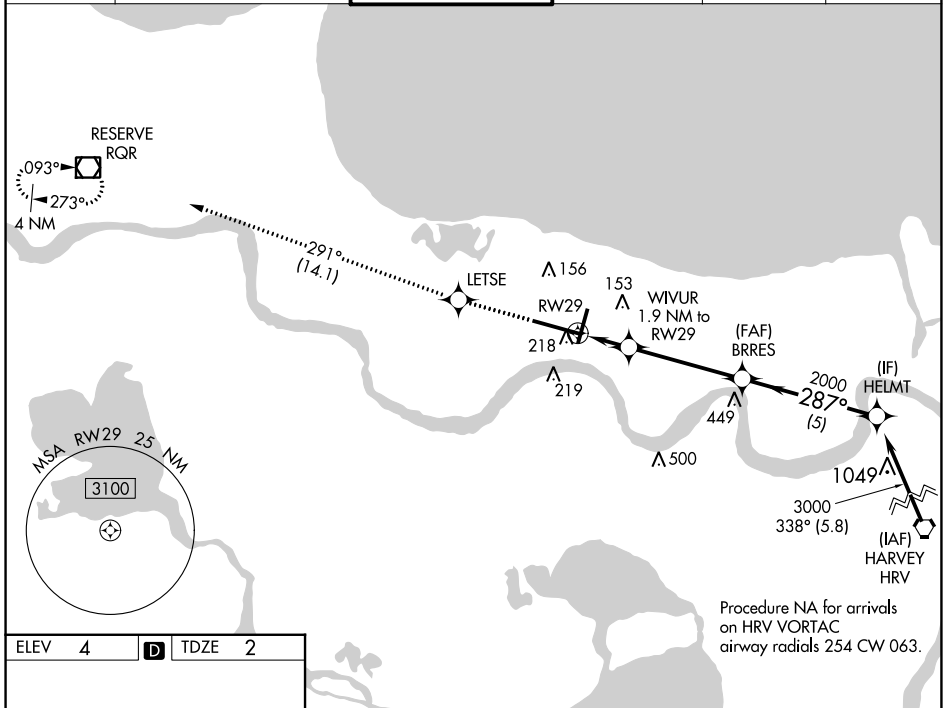 RESERVE
RQR
093°
273°
4 NM
291°
(14.1)
LETSE
156
153
WIVUR
1.9 NM to
RW29
RW29
218
219
(FAF)
BRRES
449
500
2000
287°
(5)
(IF)
HELMT
1049
3000
338° (5.8)
(IAF)
HARVEY
HRV
MSA RW29 25 NM
3100
Procedure NA for arrivals
on HRV VORTAC
airway radials 254 CW 063.
ELEV 4 D TDZE 2